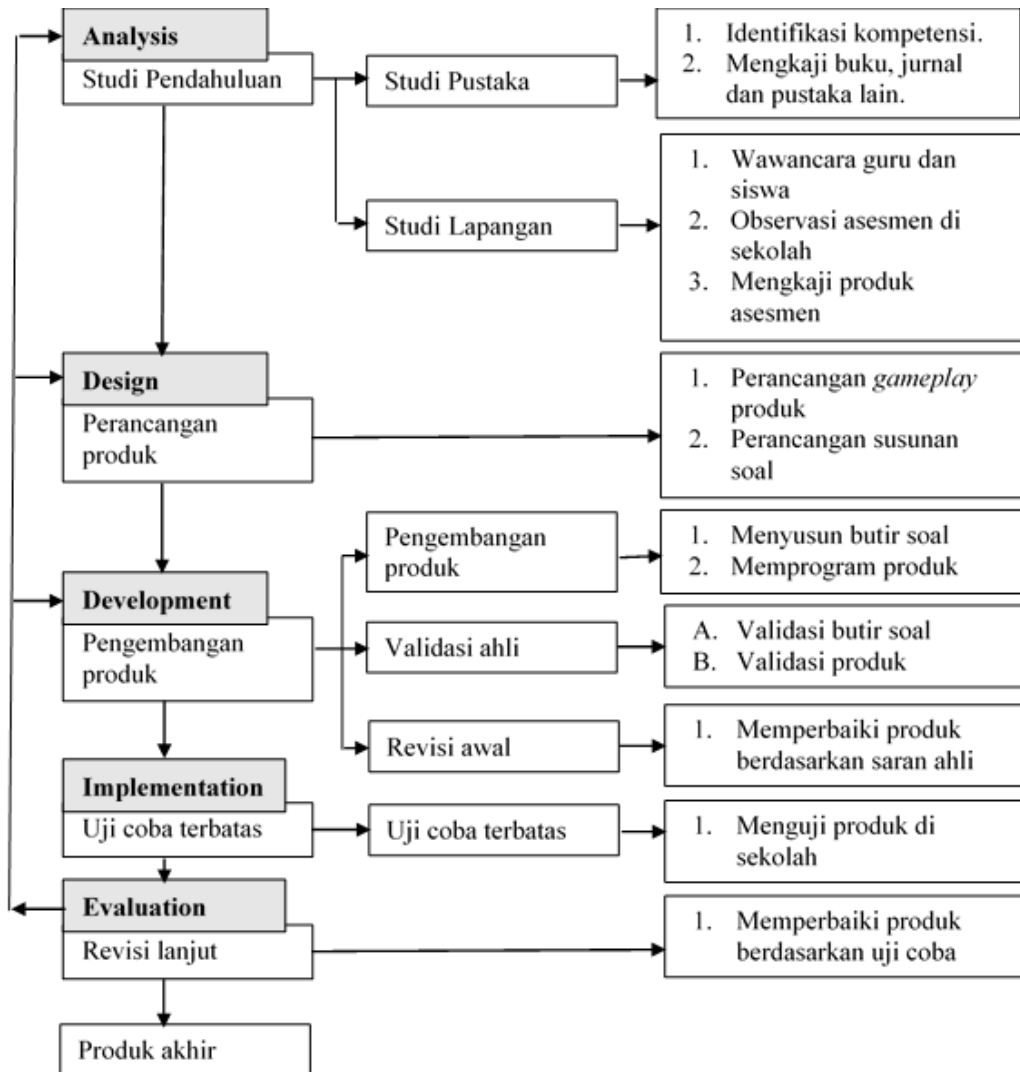 Analysis
Studi Pendahuluan
Studi Pustaka
1. Identifikasi kompetensi.
2. Mengkaji buku, jurnal
dan pustaka lain.
Studi Lapangan
1. Wawancara guru dan
siswa
2. Observasi asesmen di
sekolah
3. Mengkaji produk
asesmen
Design
Perancangan
produk
1. Perancangan gameplay
produk
2. Perancangan susunan
soal
Development
Pengembangan
produk
Pengembangan
produk
1. Menyusun butir soal
2. Memprogram produk
Validasi ahli
A. Validasi butir soal
B. Validasi produk
Revisi awal
1. Memperbaiki produk
berdasarkan saran ahli
Implementation
Uji coba terbatas
Uji coba terbatas
1. Menguji produk di
sekolah
Evaluation
Revisi lanjut
1. Memperbaiki produk
berdasarkan uji coba
Produk akhir